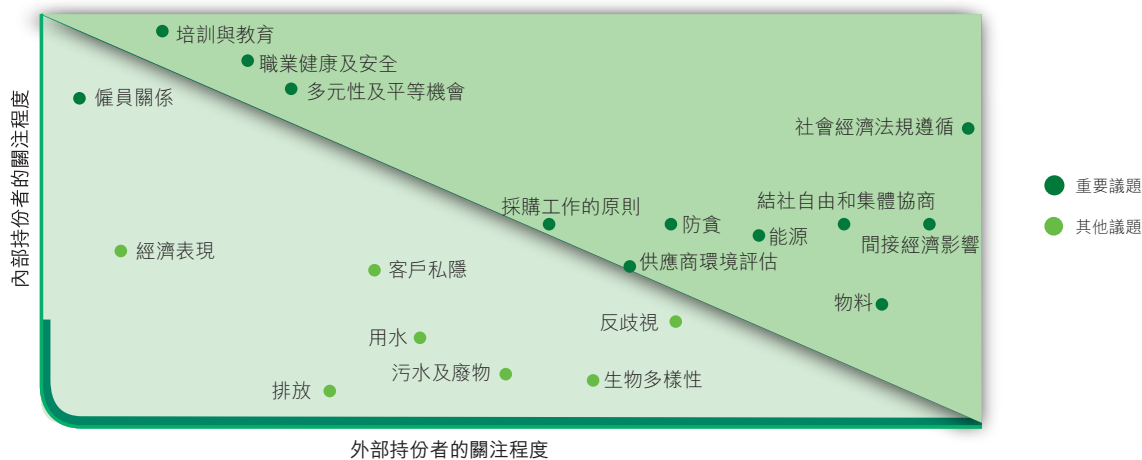 培訓與教育
職業健康及安全
多元性及平等機會
僱員關係
社會經濟法規遵循
採購工作的原則
防貪
能源
結社自由和集體協商
間接經濟影響
供應商環境評估
物料
經濟表現
客戶私隱
反歧視
用水
污水及廢物
生物多樣性
排放
內部持份者的關注程度
外部持份者的關注程度
重要議題
其他議題